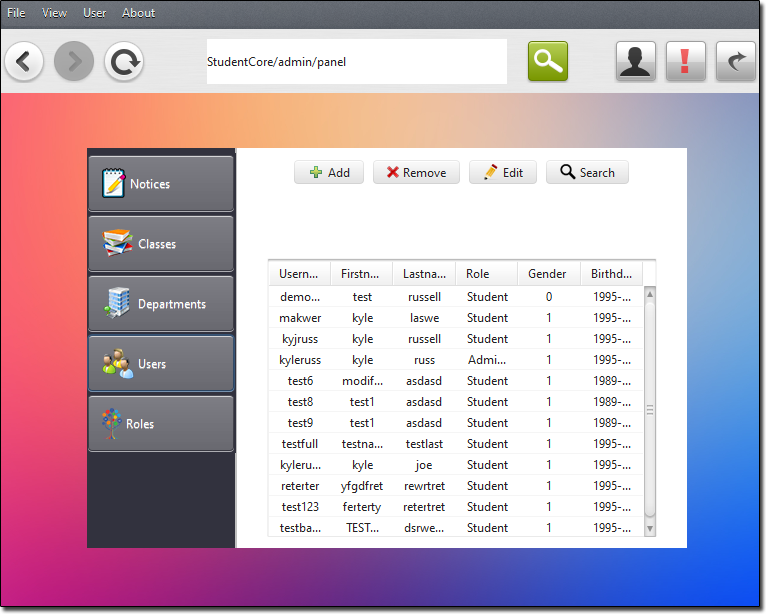 File View User About
StudentCore/admin/panel
Notices
Classes
Departments
Users
Roles
Add Remove Edit Search
Usern... Firstn... Lastna... Role Gender Birthd...
demo... test russell Student 0 1995-...
makwer kyle laswe Student 1 1995-...
kyjruss kyle russell Student 1 1995-...
kyleruss kyle russ Admi... 1 1995-...
test6 modif... asdasd Student 1 1989-...
test8 test1 asdasd Student 1 1989-...
test9 test1 asdasd Student 1 1989-...
testfull testna... testlast Student 1 1995-...
kyleru... kyle joe Student 1 1995-...
reterter yfgdfret rewrtret Student 1 1995-...
test123 ferterty retertret Student 1 1995-...
testba... TEST... dsrwe... Student 1 1995-...